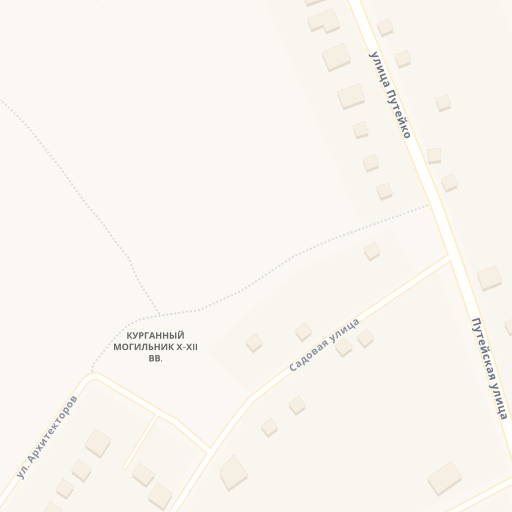 улица Путейко
КУРГАННЫЙ
МОГИЛЬНИК X-XII
ВВ.
Садовая улица
Путейская улица
ул. Архитекторов